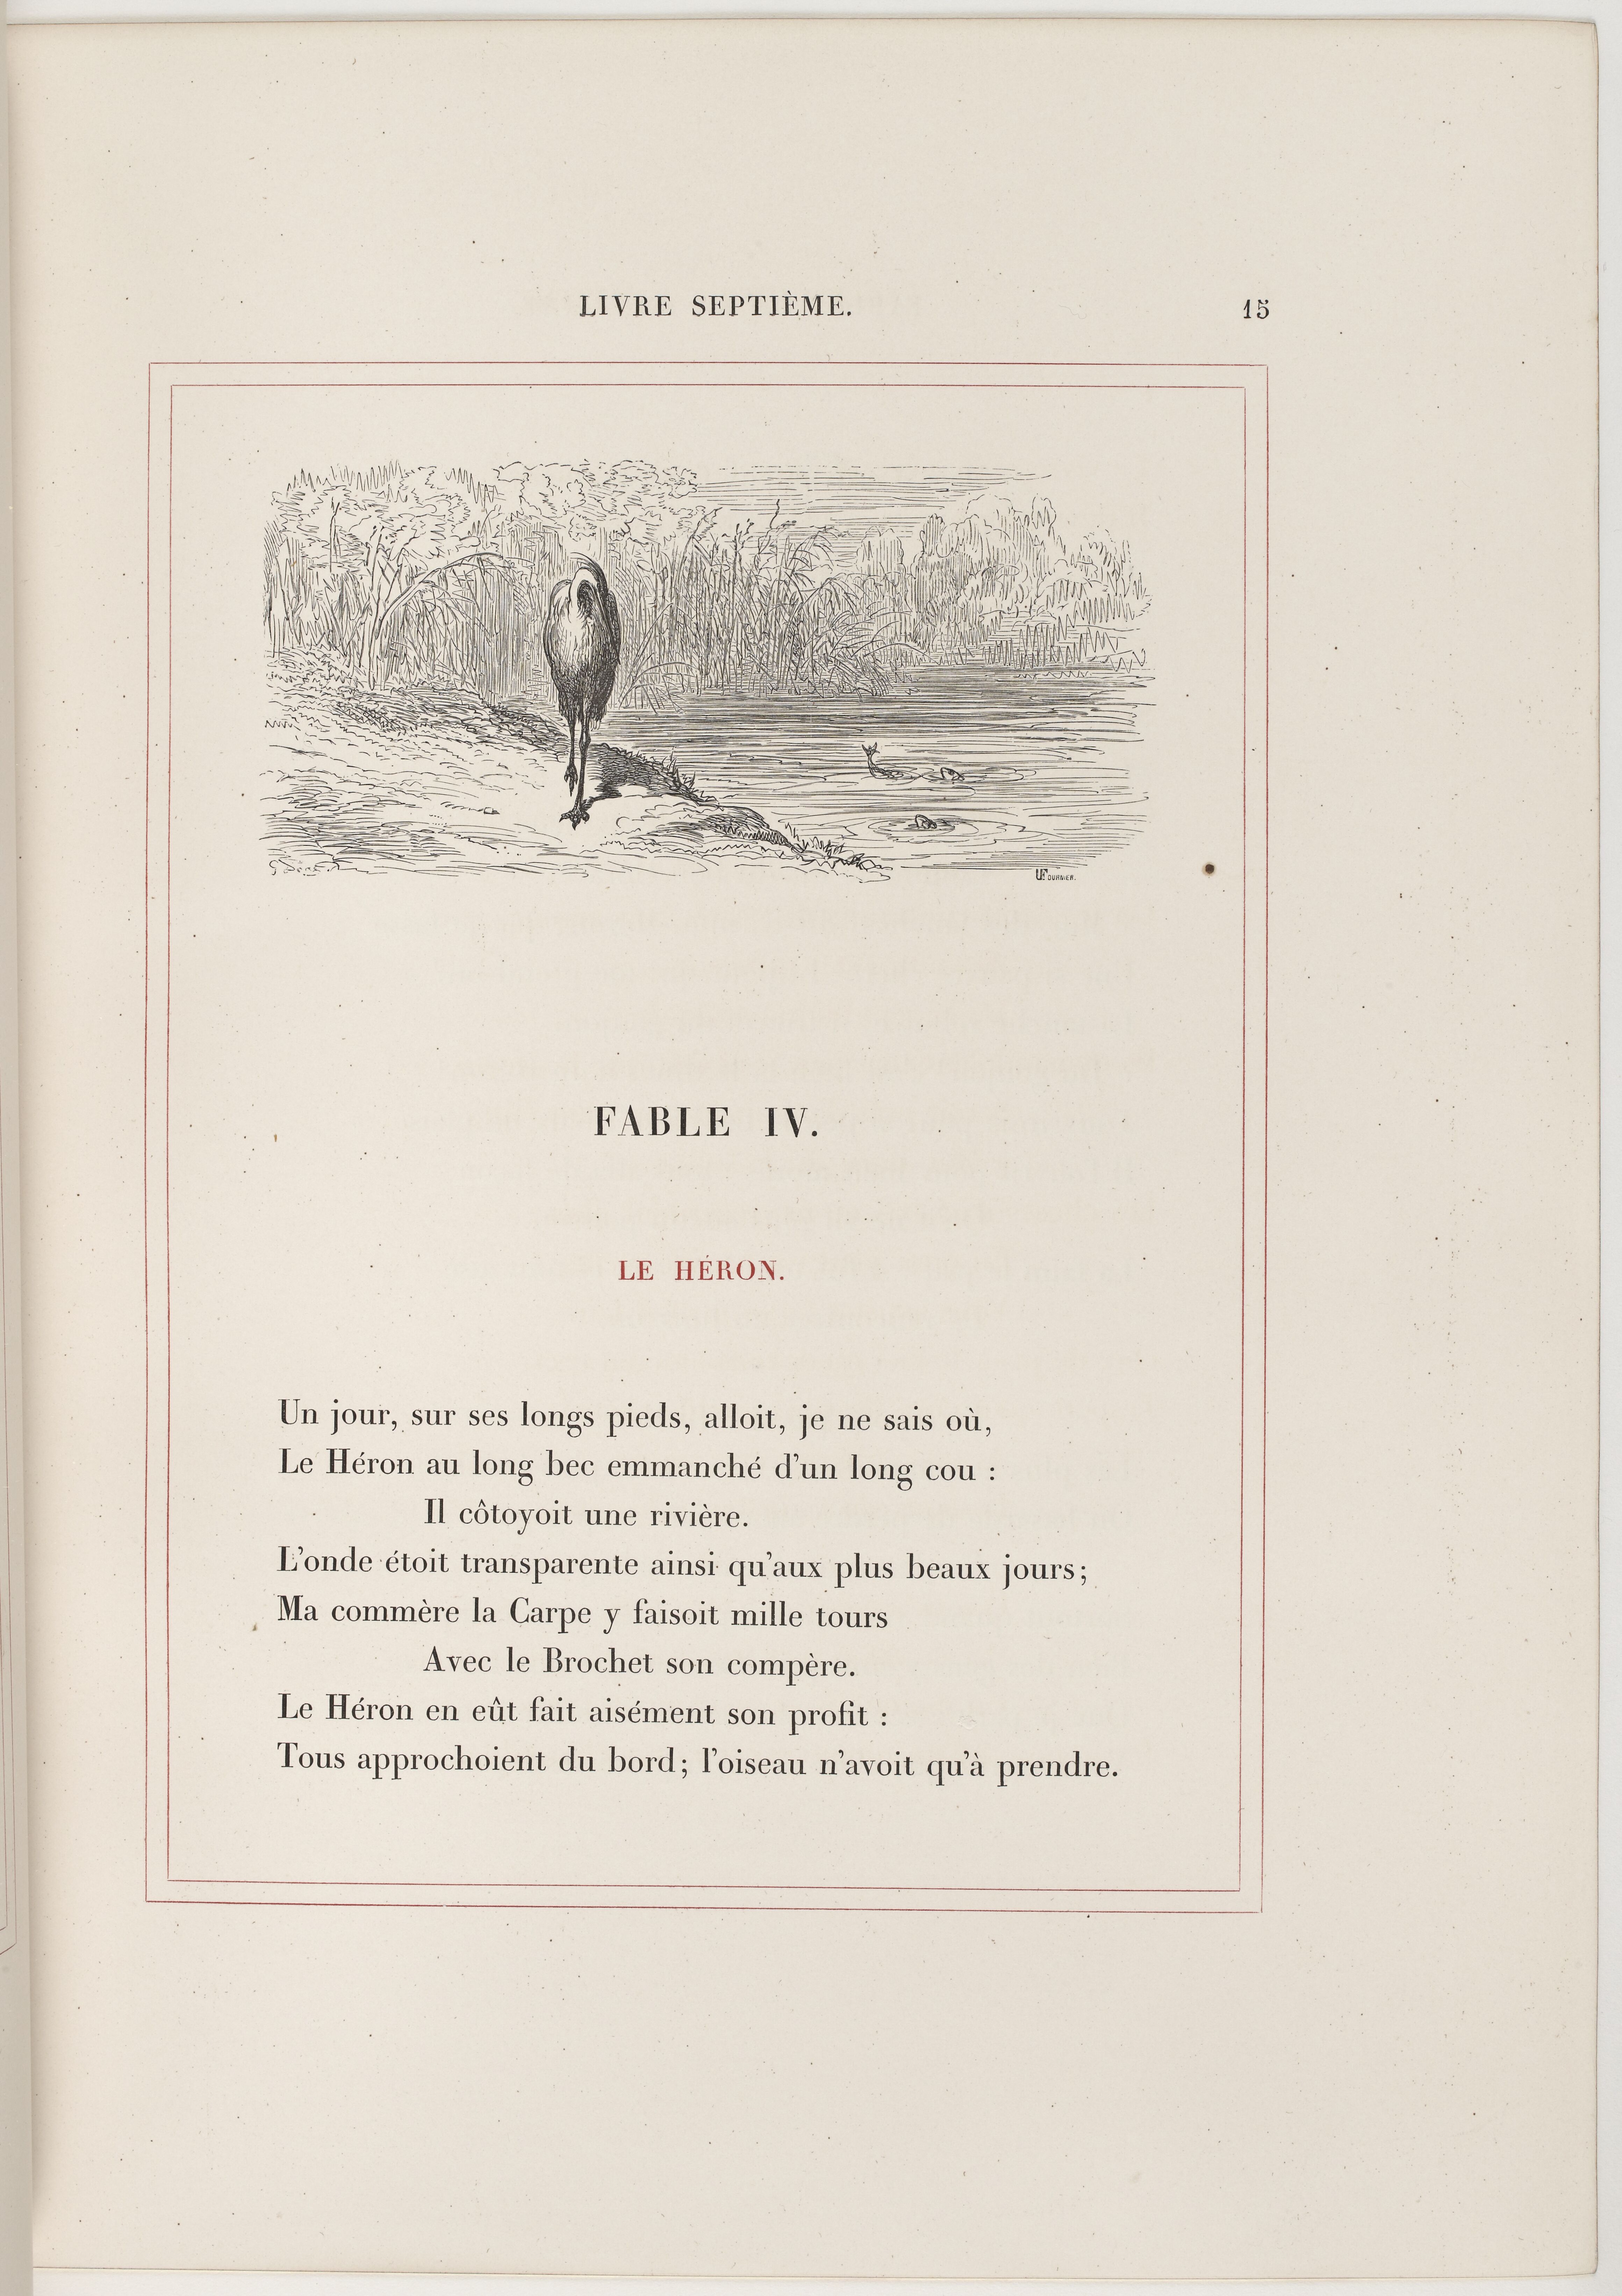 LIVRE SEPTIÈME.
15
G Doré
UFOURNIER.
FABLE IV.
LE HÉRON.
Un jour, sur ses longs pieds, alloit, je ne sais où,
Le Héron au long bec emmanché d'un long cou :
Il côtoyoit une rivière.
L'onde étoit transparente ainsi qu'aux plus beaux jours;
Ma commère la Carpe y faisoit mille tours
Avec le Brochet son compère.
Le Héron en eût fait aisément son profit :
Tous approchoient du bord; l'oiseau n'avoit qu'à prendre.